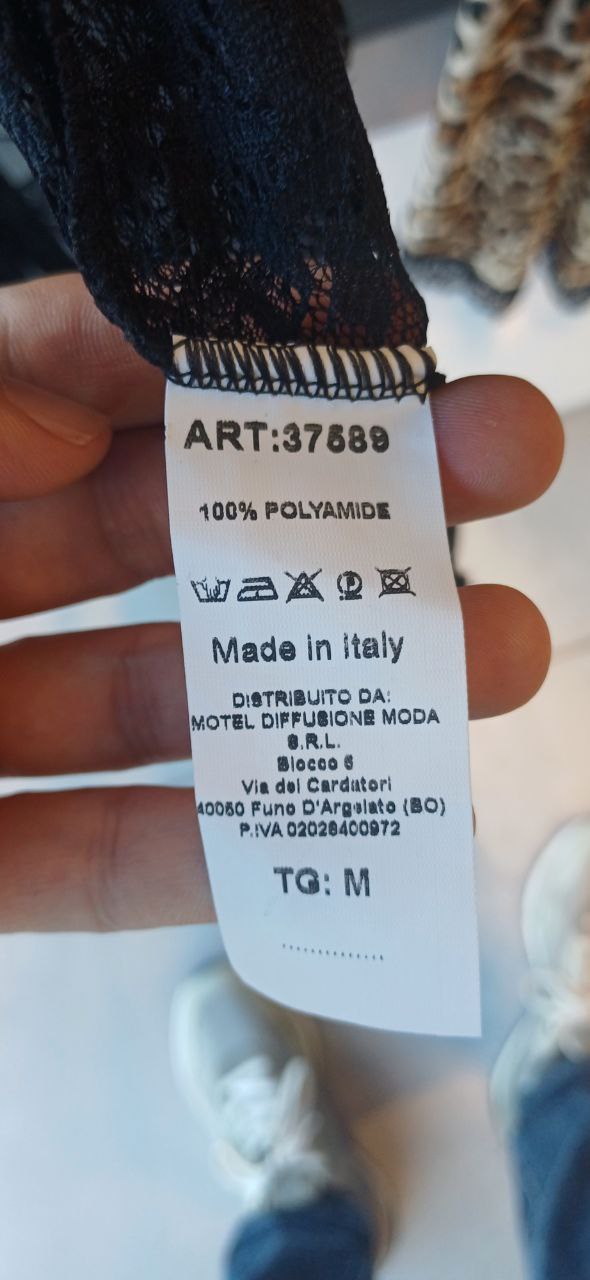 ART:37589
100% POLYAMIDE
Made in Italy
DISTRIBUITO DA:
MOTEL DIFFUSIONE MODA
S.R.L.
Blocco 6
Via dei Cardatori
40050 Funo D'Argelato (BO)
P.IVA 02028400972
TG: M